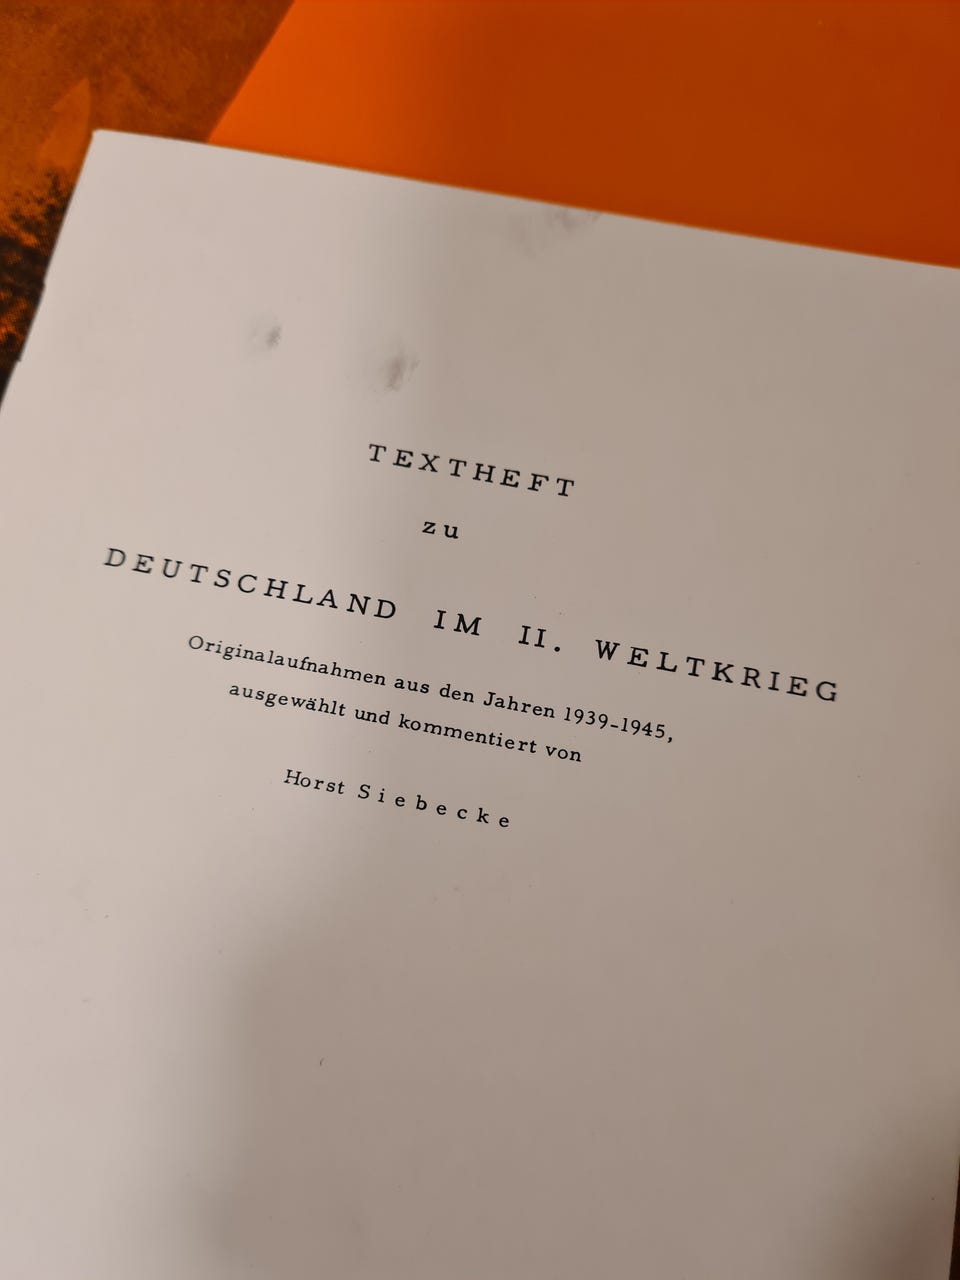 TEXTHEFT
zu
DEUTSCHLAND IM II. WELTKRIEG
Originalaufnahmen aus den Jahren 1939-1945,
ausgewählt und kommentiert von
Horst Siebecke